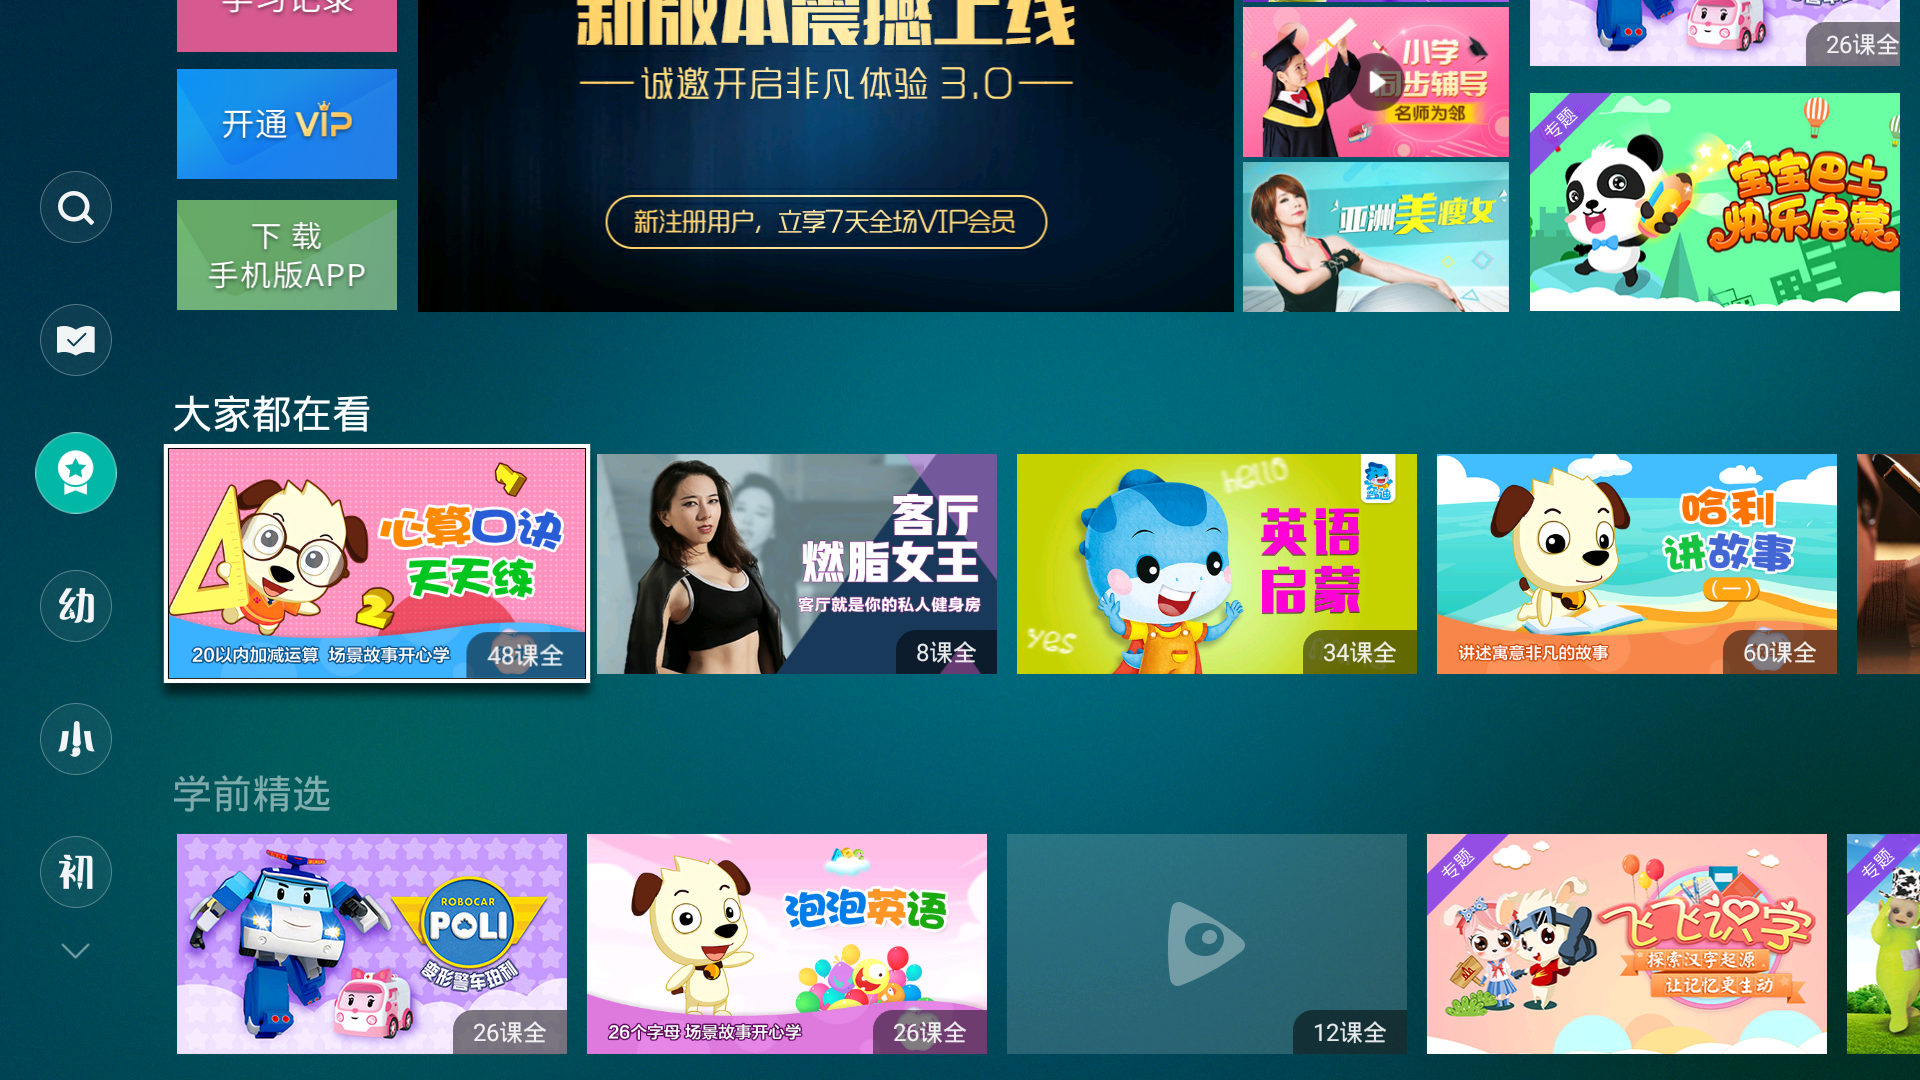 学习记录
开通 VIP
下 载
手机版APP
新版本震撼上线
诚邀开启非凡体验 3.0
新注册用户，立享7天全场VIP会员
小学
同步辅导
名师为邻
亚洲美瘦女
26课全
专题
宝宝巴士
快乐启蒙
大家都在看
心算口诀
天天练
1
2
20以内加减运算 场景故事开心学
48课全
客厅
燃脂女王
客厅就是你的私人健身房
8课全
hello
英语
启蒙
yes
34课全
哈利
讲故事
(一)
讲述寓意非凡的故事
60课全
幼
小
初
学前精选
ROBOCAR
POLI
变形警车珀利
26课全
ABC
泡泡英语
26个字母 场景故事开心学
26课全
12课全
专题
飞飞识字
探索汉字起源
让记忆更生动
专题